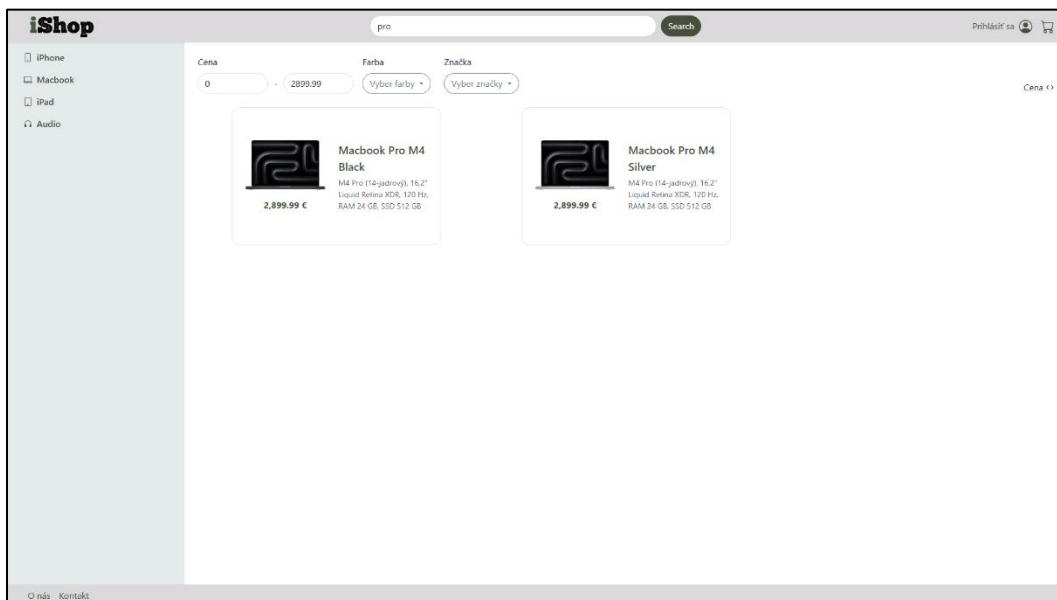 iShop
pro
Search
Prihlásiť sa
iPhone
Macbook
iPad
Audio
Cena
Farba
Značka
0 - 2899.99
Vyber farby
Vyber značky
Cena <>
Macbook Pro M4
Black
M4 Pro (14-jadrový), 16,2"
Liquid Retina XDR, 120 Hz,
RAM 24 GB, SSD 512 GB
2,899.99 €
Macbook Pro M4
Silver
M4 Pro (14-jadrový), 16,2"
Liquid Retina XDR, 120 Hz,
RAM 24 GB, SSD 512 GB
2,899.99 €
O nás Kontakt